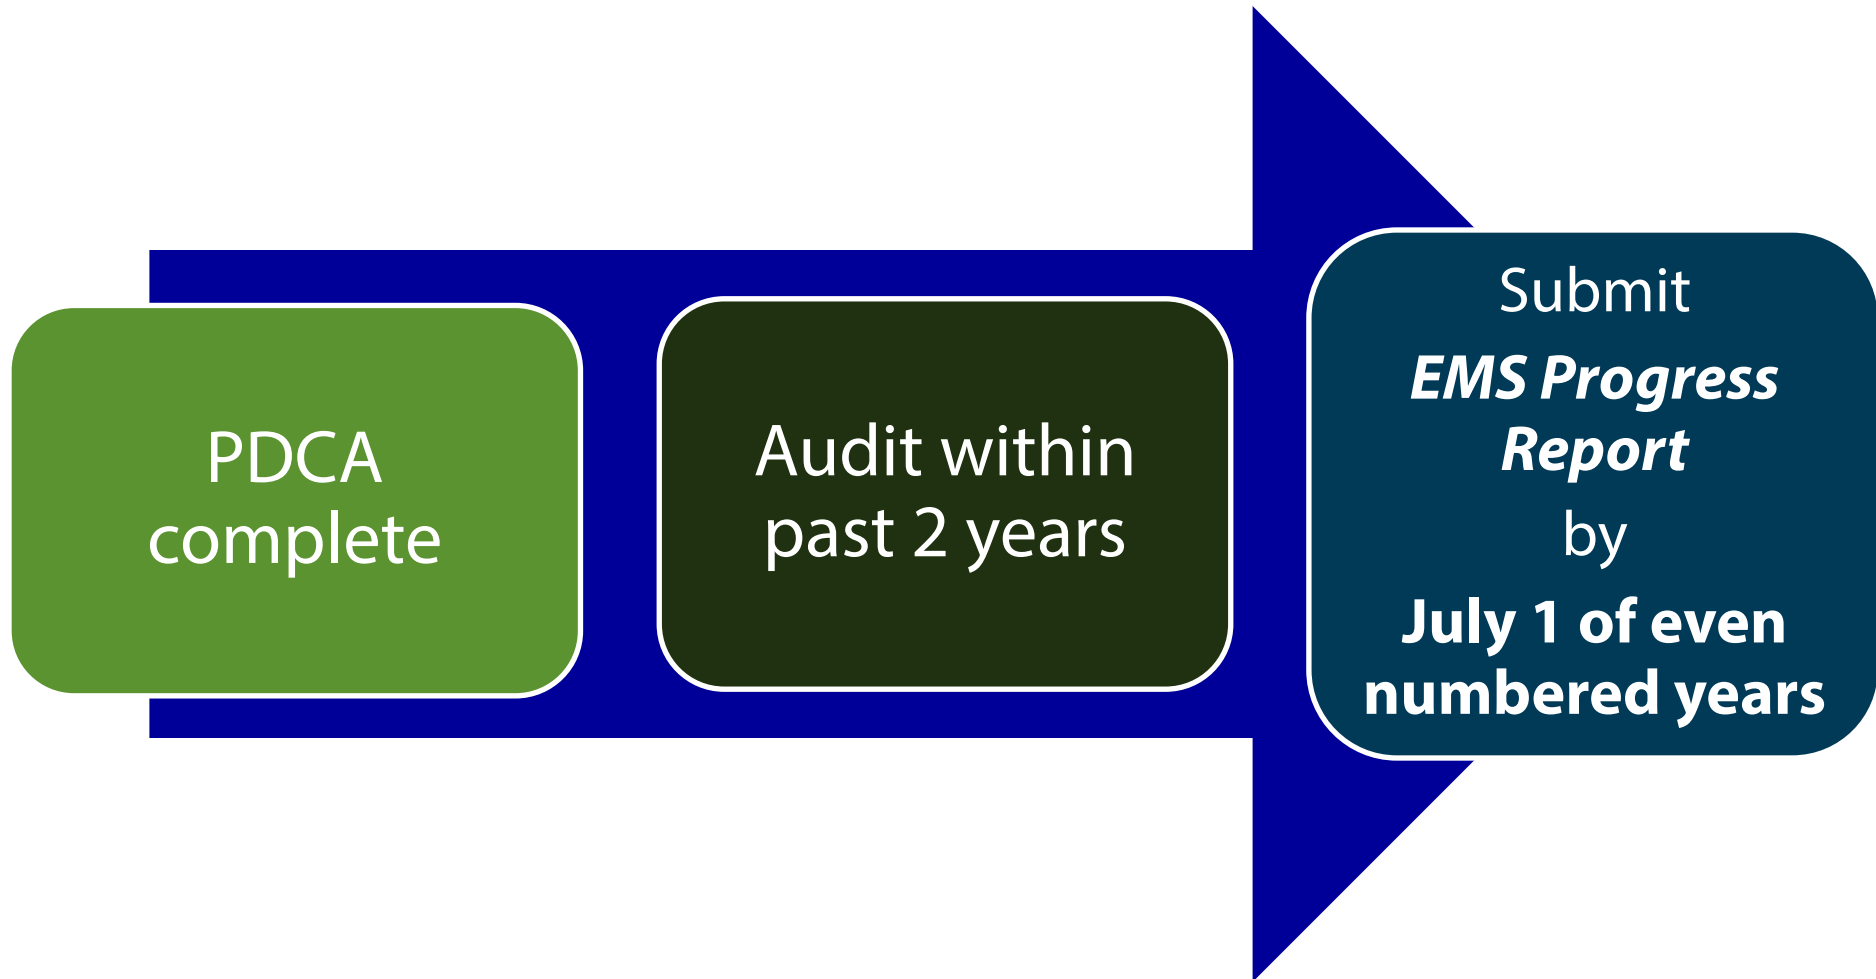 PDCA
complete
Audit within
past 2 years
Submit
EMS Progress
Report
by
July 1 of even
numbered years